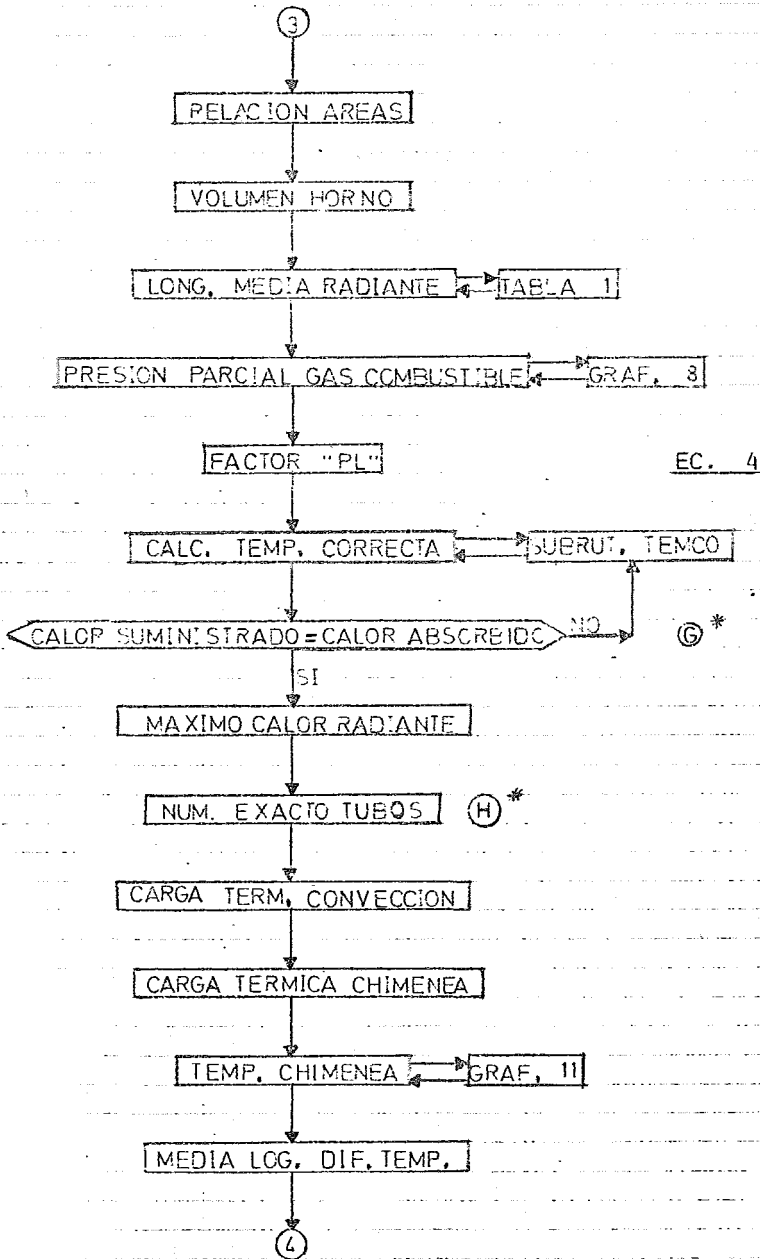 3
RELACION AREAS
VOLUMEN HORNO
LONG. MEDIA RADIANTE TABLA 1
PRESION PARCIAL GAS COMBUSTIBLE GRAF. 8
FACTOR "PL" EC. 4
CALC. TEMP. CORRECTA SUBRUT. TEMCO
CALOR SUMINISTRADO=CALOR ABSORBIDO NO G*
SI
MAXIMO CALOR RADIANTE
NUM. EXACTO TUBOS H*
CARGA TERM. CONVECCION
CARGA TERMICA CHIMENEA
TEMP. CHIMENEA GRAF. 11
MEDIA LOG. DIF. TEMP.
4